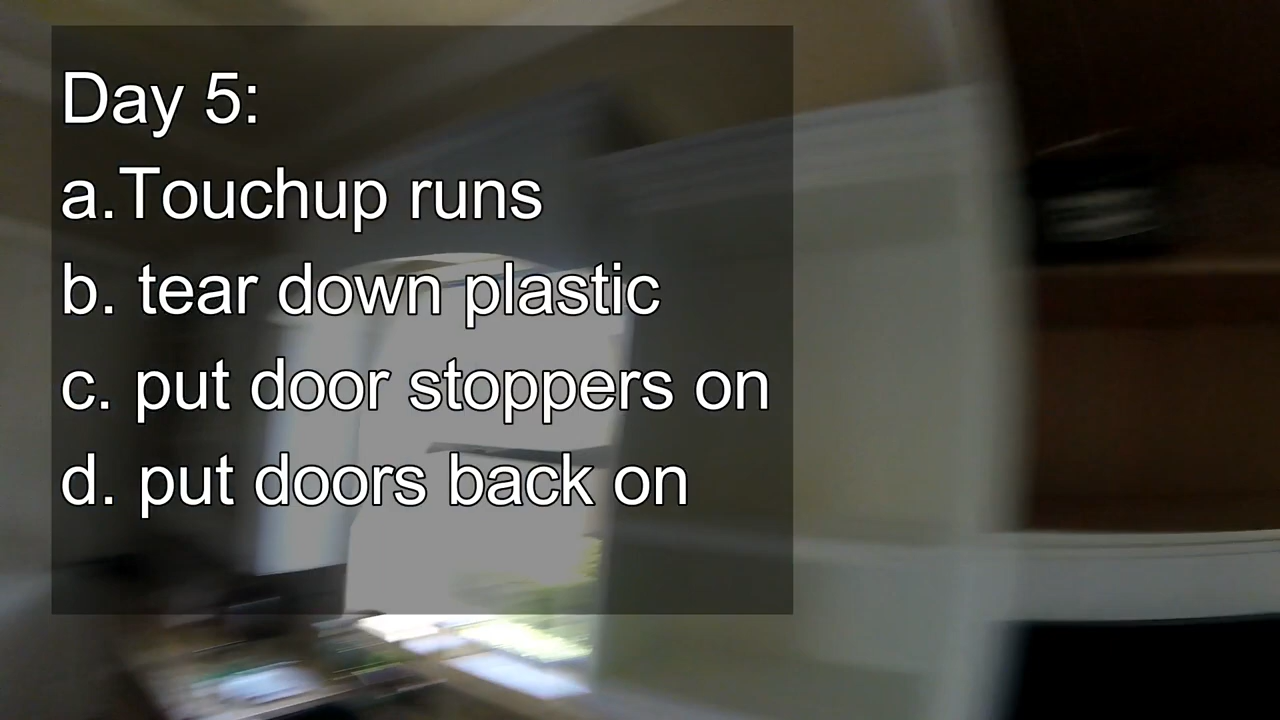 Day 5:
a.Touchup runs
b. tear down plastic
c. put door stoppers on
d. put doors back on